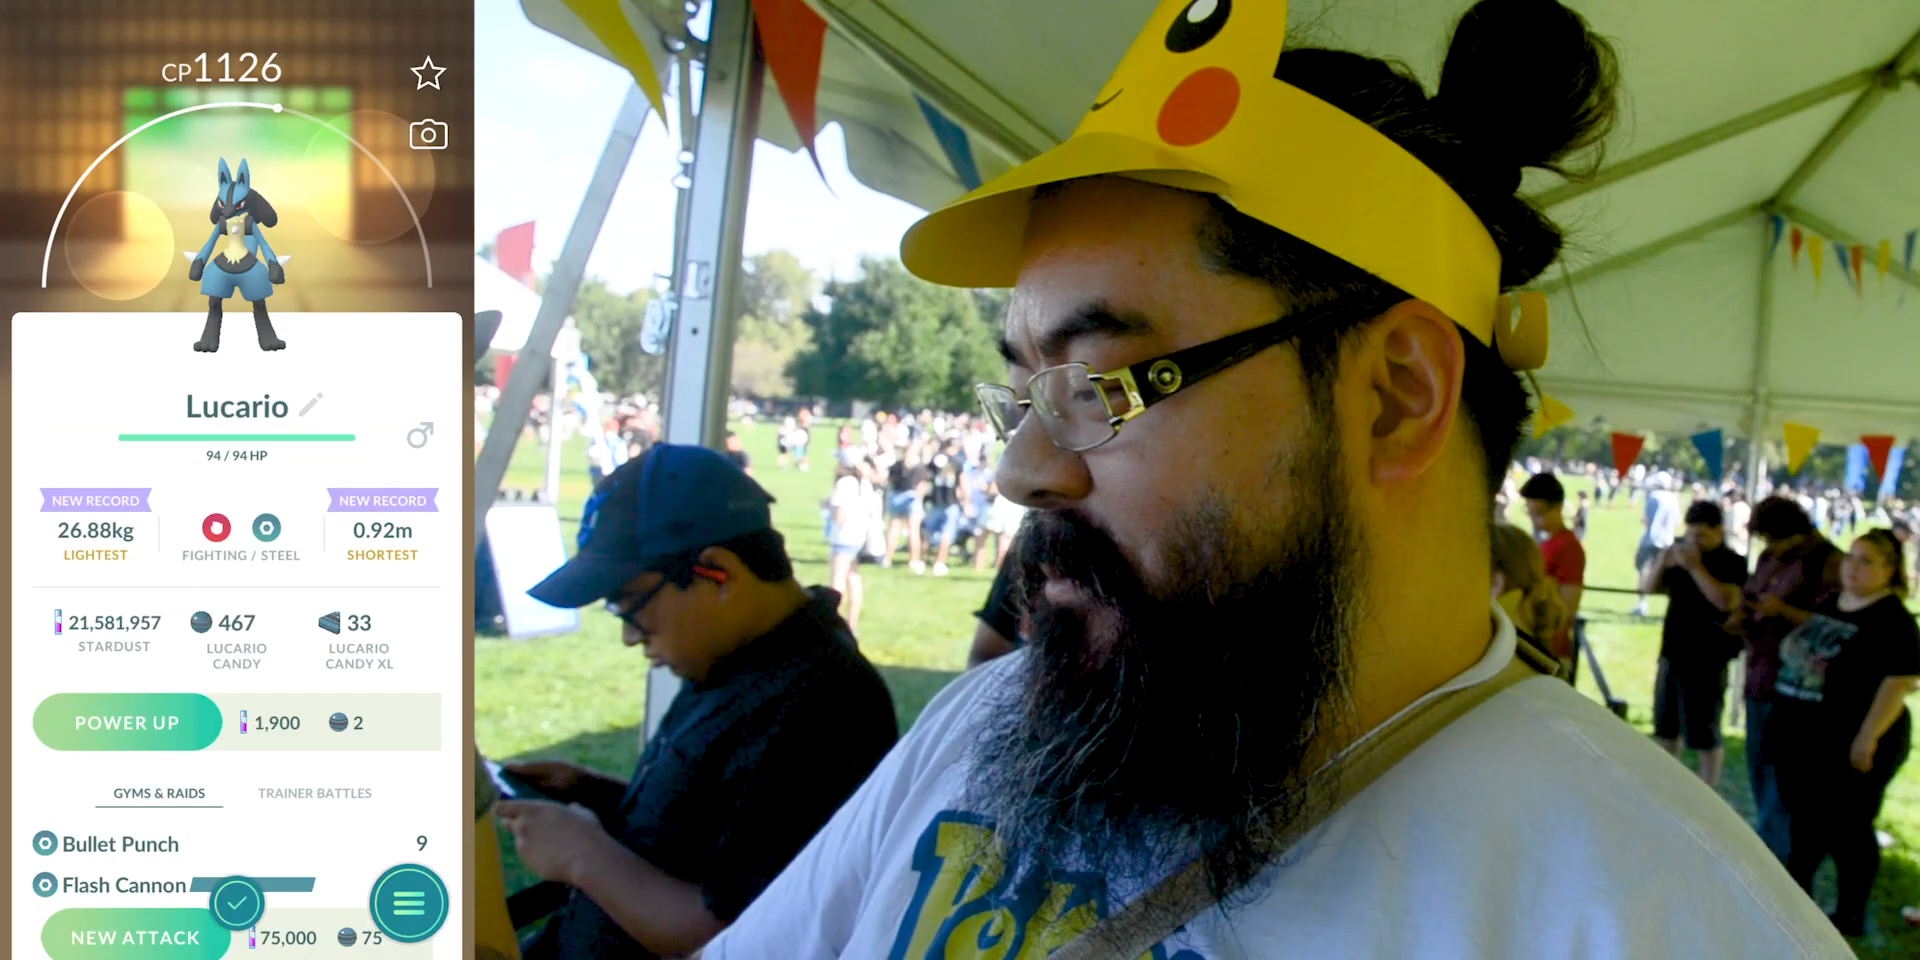 CP1126
Lucario
94 / 94 HP
NEW RECORD
26.88kg
LIGHTEST
FIGHTING / STEEL
NEW RECORD
0.92m
SHORTEST
21,581,957
STARDUST
467
LUCARIO
CANDY
33
LUCARIO
CANDY XL
POWER UP
1,900
2
GYMS & RAIDS
TRAINER BATTLES
Bullet Punch
9
Flash Cannon
NEW ATTACK
75,000
75